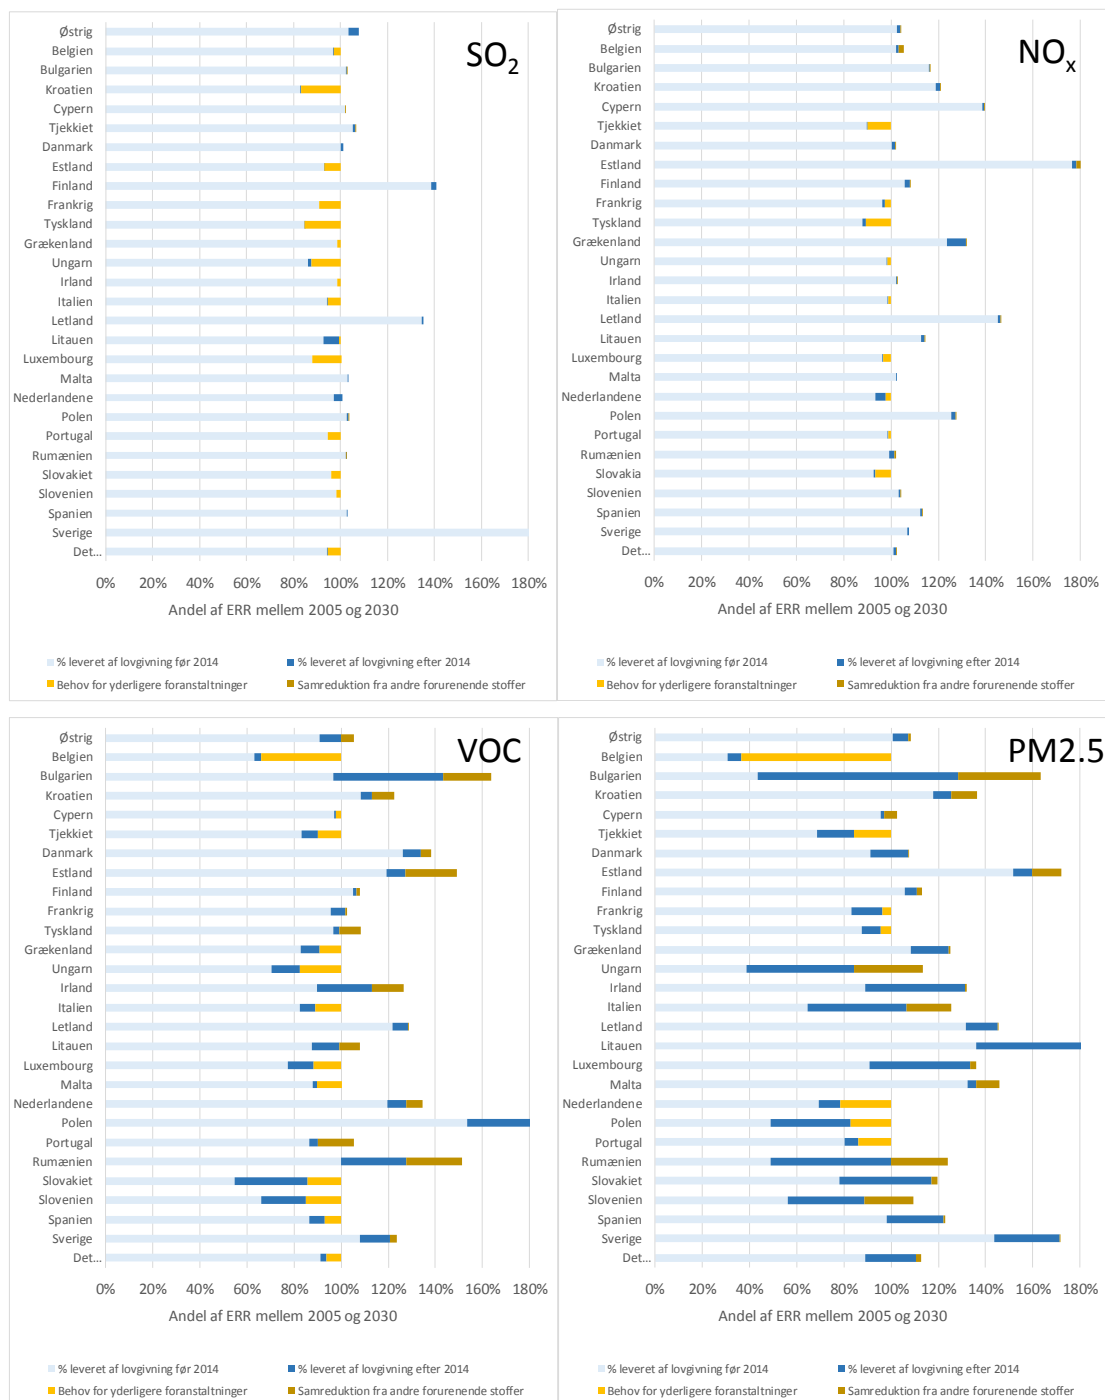 SO2
Østrig
Belgien
Bulgarien
Kroatien
Cypern
Tjekkiet
Danmark
Estland
Finland
Frankrig
Tyskland
Grækenland
Ungarn
Irland
Italien
Letland
Litauen
Luxembourg
Malta
Nederlandene
Polen
Portugal
Rumænien
Slovakiet
Slovenien
Spanien
Sverige
Det...
0% 20% 40% 60% 80% 100% 120% 140% 160% 180%
Andel af ERR mellem 2005 og 2030
% leveret af lovgivning før 2014 % leveret af lovgivning efter 2014
Behov for yderligere foranstaltninger Samreduktion fra andre forurenende stoffer
NOx
Østrig
Belgien
Bulgarien
Kroatien
Cypern
Tjekkiet
Danmark
Estland
Finland
Frankrig
Tyskland
Grækenland
Ungarn
Irland
Italien
Letland
Litauen
Luxembourg
Malta
Nederlandene
Polen
Portugal
Rumænien
Slovakia
Slovenien
Spanien
Sverige
Det...
0% 20% 40% 60% 80% 100% 120% 140% 160% 180%
Andel af ERR mellem 2005 og 2030
% leveret af lovgivning før 2014 % leveret af lovgivning efter 2014
Behov for yderligere foranstaltninger Samreduktion fra andre forurenende stoffer
VOC
Østrig
Belgien
Bulgarien
Kroatien
Cypern
Tjekkiet
Danmark
Estland
Finland
Frankrig
Tyskland
Grækenland
Ungarn
Irland
Italien
Letland
Litauen
Luxembourg
Malta
Nederlandene
Polen
Portugal
Rumænien
Slovakiet
Slovenien
Spanien
Sverige
Det...
0% 20% 40% 60% 80% 100% 120% 140% 160% 180%
Andel af ERR mellem 2005 og 2030
% leveret af lovgivning før 2014 % leveret af lovgivning efter 2014
Behov for yderligere foranstaltninger Samreduktion fra andre forurenende stoffer
PM2.5
Østrig
Belgien
Bulgarien
Kroatien
Cypern
Tjekkiet
Danmark
Estland
Finland
Frankrig
Tyskland
Grækenland
Ungarn
Irland
Italien
Letland
Litauen
Luxembourg
Malta
Nederlandene
Polen
Portugal
Rumænien
Slovakiet
Slovenien
Spanien
Sverige
Det...
0% 20% 40% 60% 80% 100% 120% 140% 160% 180%
Andel af ERR mellem 2005 og 2030
% leveret af lovgivning før 2014 % leveret af lovgivning efter 2014
Behov for yderligere foranstaltninger Samreduktion fra andre forurenende stoffer